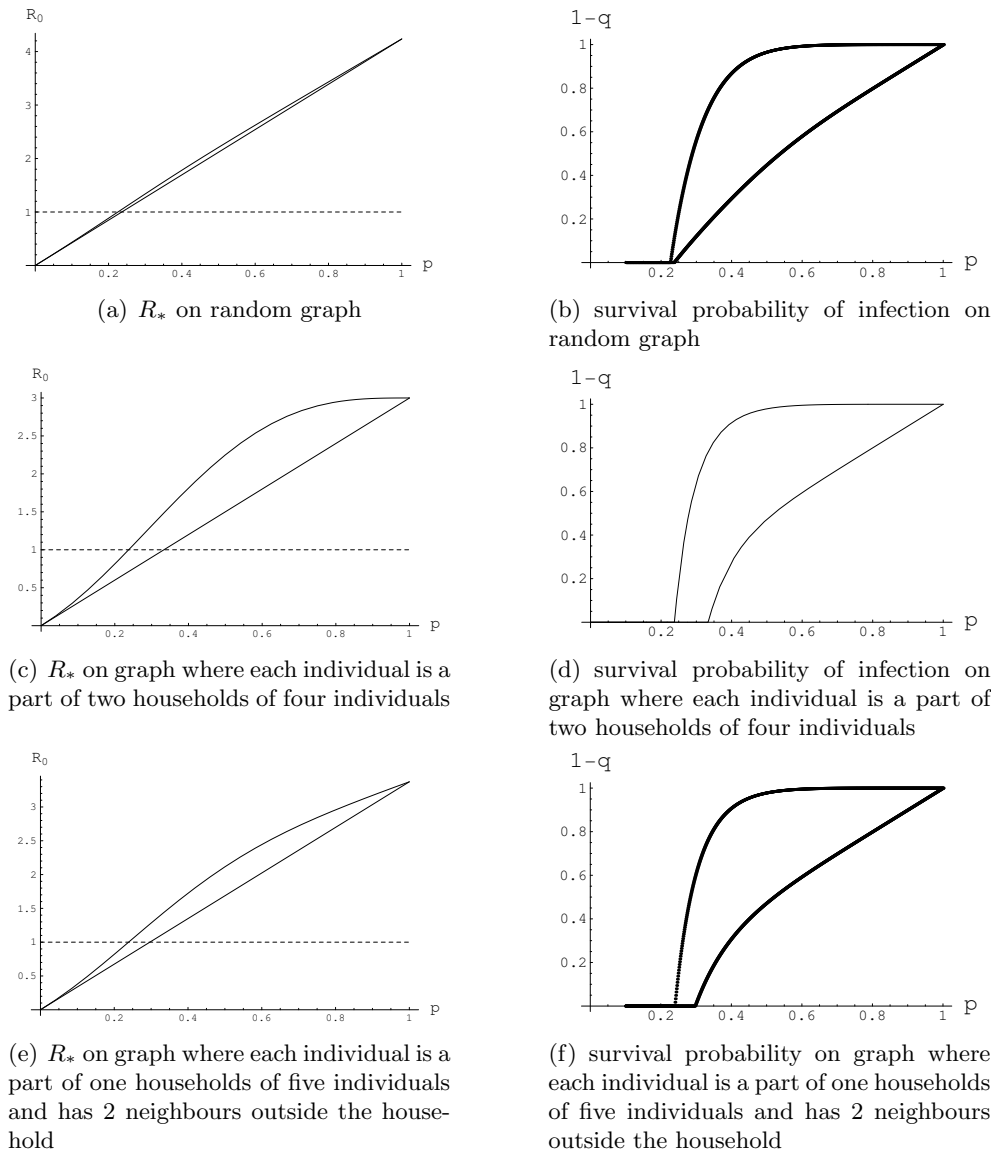 R0
4
3
2
1
0.2 0.4 0.6 0.8 1 p
(a) R∗ on random graph
1-q
1
0.8
0.6
0.4
0.2
0.2 0.4 0.6 0.8 1 p
(b) survival probability of infection on
random graph
R0
3
2.5
2
1.5
1
0.5
0.2 0.4 0.6 0.8 1 p
(c) R∗ on graph where each individual is a
part of two households of four individuals
1-q
1
0.8
0.6
0.4
0.2
0.2 0.4 0.6 0.8 1 p
(d) survival probability of infection on
graph where each individual is a part of
two households of four individuals
R0
3
2.5
2
1.5
1
0.5
0.2 0.4 0.6 0.8 1 p
(e) R∗ on graph where each individual is a
part of one households of five individuals
and has 2 neighbours outside the house-
hold
1-q
1
0.8
0.6
0.4
0.2
0.2 0.4 0.6 0.8 1 p
(f) survival probability on graph where
each individual is a part of one households
of five individuals and has 2 neighbours
outside the household